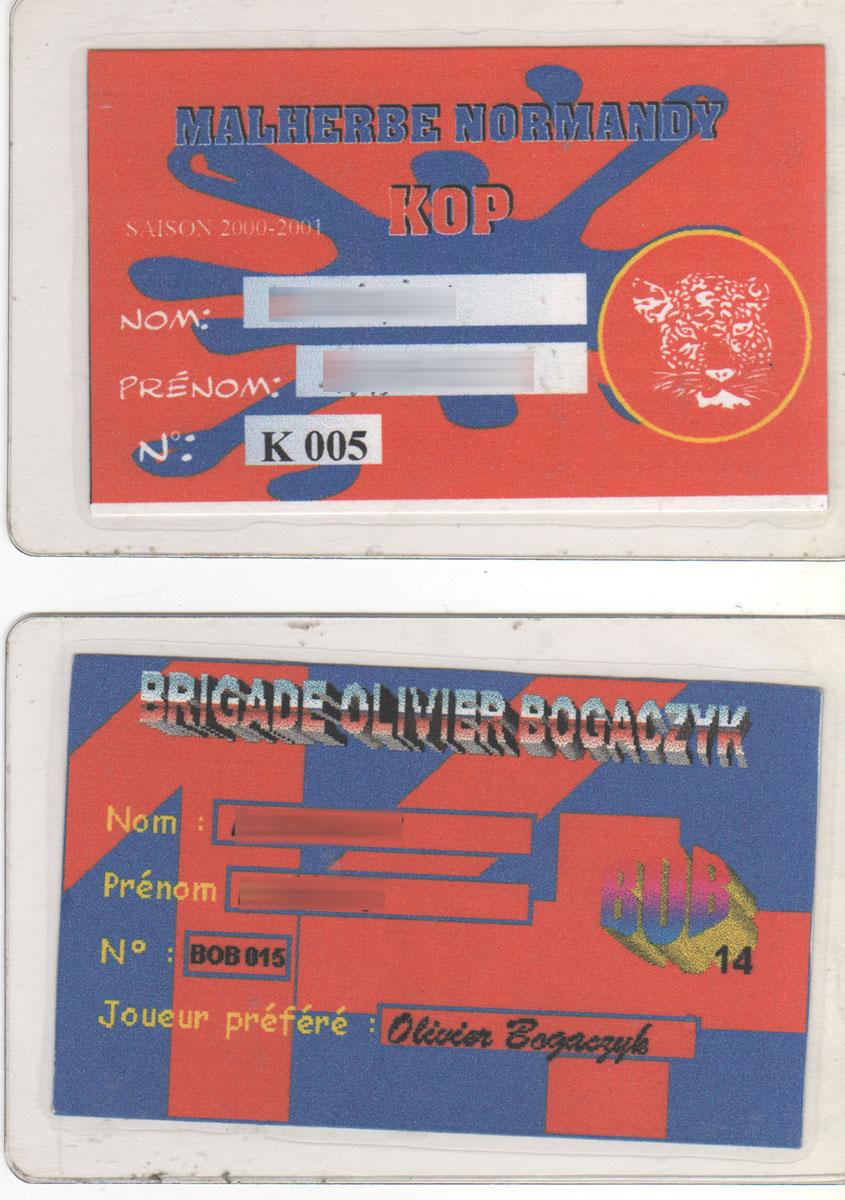 MALHERBE NORMANDY
KOP
SAISON 2000-2001
NOM:
PRÉNOM:
N°: K 005
BRIGADE OLIVIER BOGACZYK
Nom :
Prénom
N° : BOB 015
BOB
14
Joueur préféré : Olivier Bogaczyk